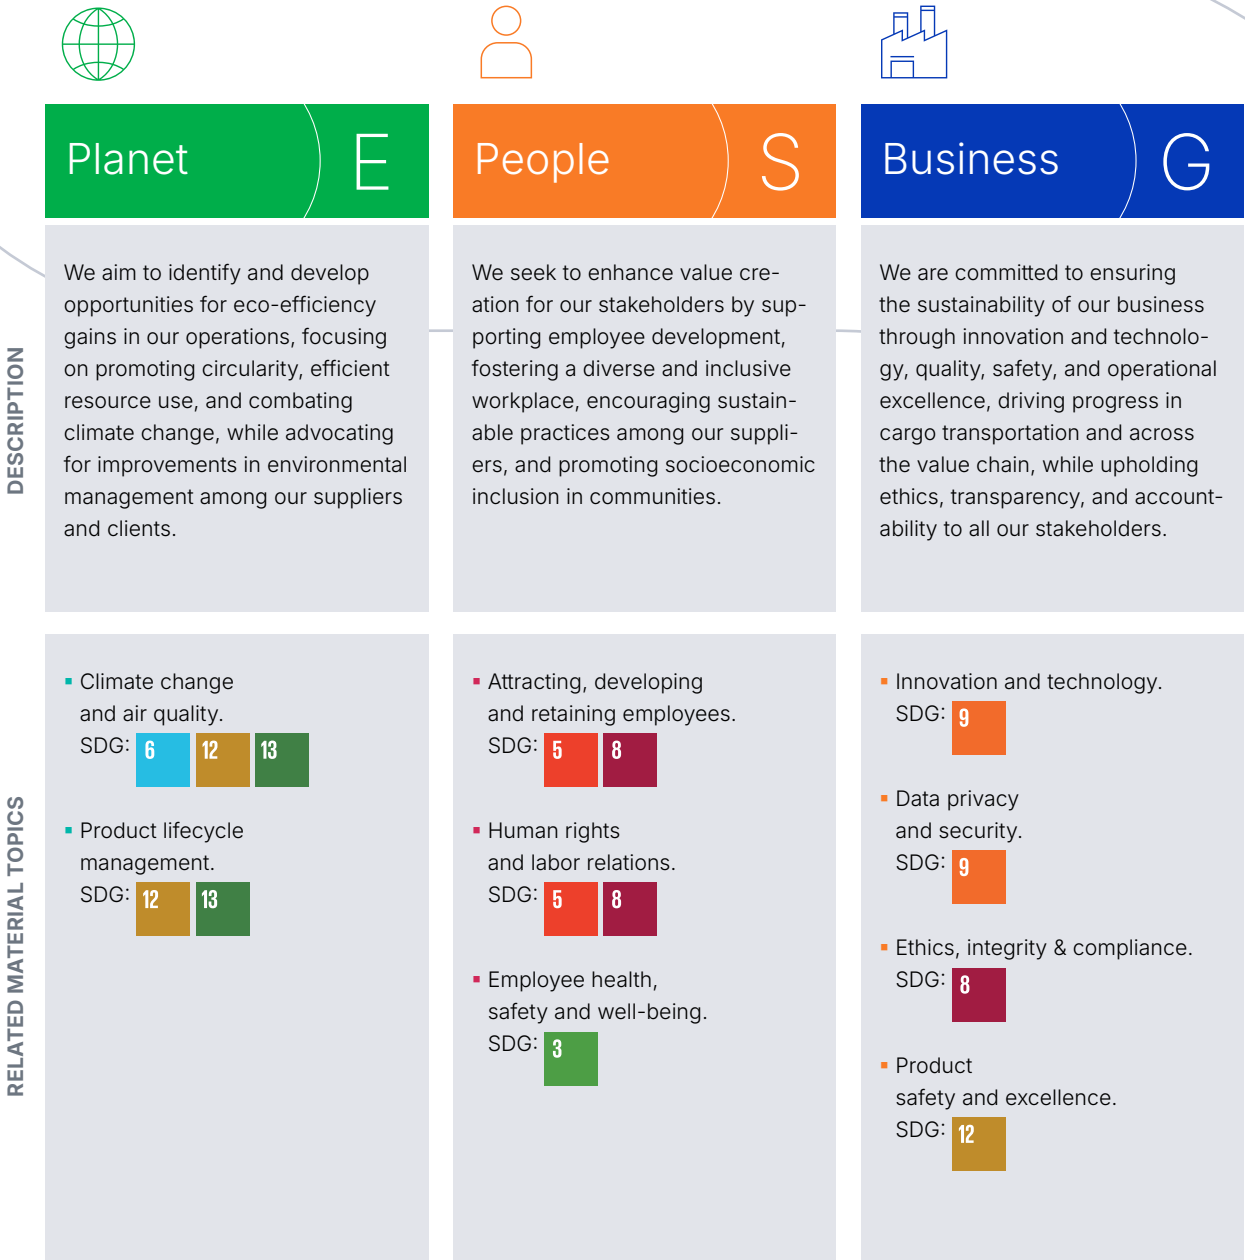 Planet E
People S
Business G
DESCRIPTION
We aim to identify and develop
opportunities for eco-efficiency
gains in our operations, focusing
on promoting circularity, efficient
resource use, and combating
climate change, while advocating
for improvements in environmental
management among our suppliers
and clients.
We seek to enhance value cre-
ation for our stakeholders by sup-
porting employee development,
fostering a diverse and inclusive
workplace, encouraging sustain-
able practices among our suppli-
ers, and promoting socioeconomic
inclusion in communities.
We are committed to ensuring
the sustainability of our business
through innovation and technolo-
gy, quality, safety, and operational
excellence, driving progress in
cargo transportation and across
the value chain, while upholding
ethics, transparency, and account-
ability to all our stakeholders.
RELATED MATERIAL TOPICS
▪ Climate change
and air quality.
SDG: 6 12 13
▪ Product lifecycle
management.
SDG: 12 13
▪ Attracting, developing
and retaining employees.
SDG: 5 8
▪ Human rights
and labor relations.
SDG: 5 8
▪ Employee health,
safety and well-being.
SDG: 3
▪ Innovation and technology.
SDG: 9
▪ Data privacy
and security.
SDG: 9
▪ Ethics, integrity & compliance.
SDG: 8
▪ Product
safety and excellence.
SDG: 12